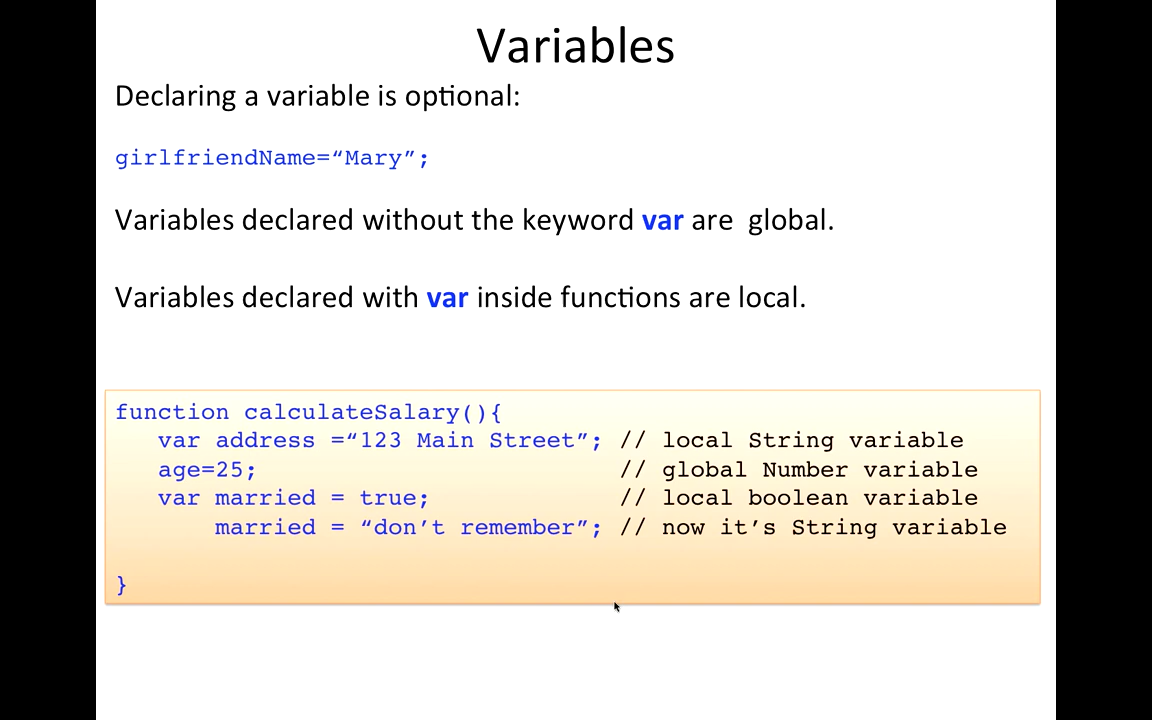 Variables
Declaring a variable is optional:
girlfriendName=“Mary”;
Variables declared without the keyword var are global.
Variables declared with var inside functions are local.
function calculateSalary(){
var address =“123 Main Street”; // local String variable
age=25; // global Number variable
var married = true; // local boolean variable
married = “don’t remember”; // now it’s String variable
}